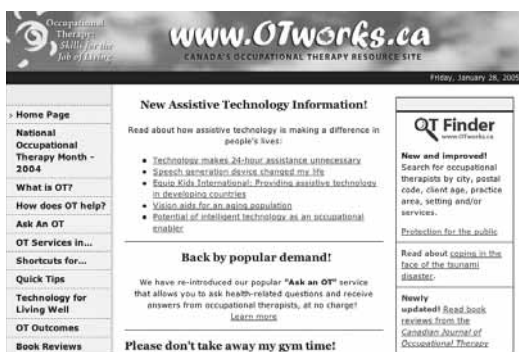 Occupational
Therapy:
Skills for the
Job of Living
www.OTworks.ca
CANADA'S OCCUPATIONAL THERAPY RESOURCE SITE
Friday, January 28, 2005
› Home Page
National
Occupational
Therapy Month –
2004
What is OT?
How does OT help?
Ask An OT
OT Services in...
Shortcuts for...
Quick Tips
Technology for
Living Well
OT Outcomes
Book Reviews
New Assistive Technology Information!
Read about how assistive technology is making a difference in
people's lives:
Technology makes 24-hour assistance unnecessary
Speech generation device changed my life
Equip Kids International: Providing assistive technology
in developing countries
Vision aids for an aging population
Potential of intelligent technology as an occupational
enabler
Back by popular demand!
We have re-introduced our popular "Ask an OT" service
that allows you to ask health-related questions and receive
answers from occupational therapists, at no charge!
Learn more
Please don't take away my gym time!
OT Finder
www.OTworks.ca
New and improved!
Search for occupational
therapists by city, postal
code, client age, practice
area, setting and/or
services.
Protection for the public
Read about coping in the
face of the tsunami
disaster.
Newly
updated! Read book
reviews from the
Canadian Journal of
Occupational Therapy